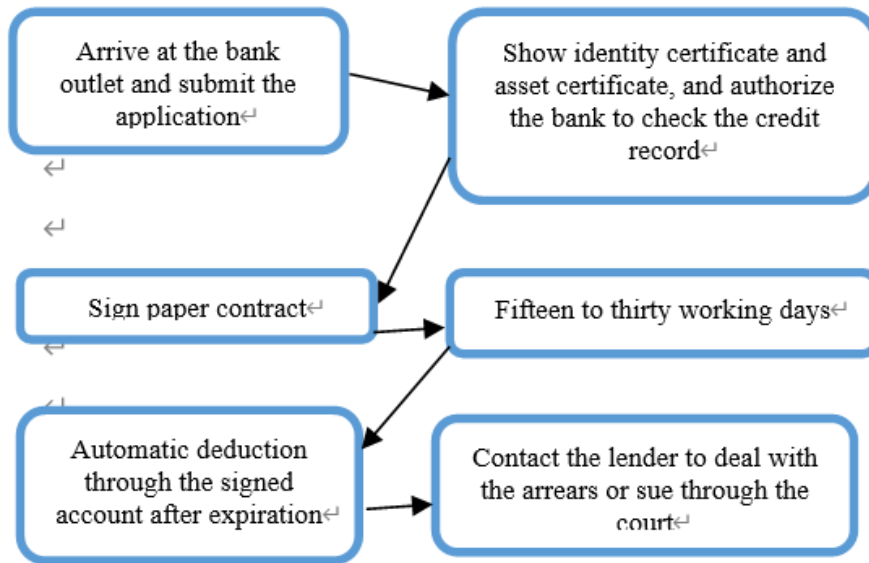 Arrive at the bank
outlet and submit the
application↵
Show identity certificate and
asset certificate, and authorize
the bank to check the credit
record↵
↵
↵
Sign paper contract↵
Fifteen to thirty working days↵
↵
↵
Automatic deduction
through the signed
account after expiration↵
Contact the lender to deal with
the arrears or sue through the
court↵